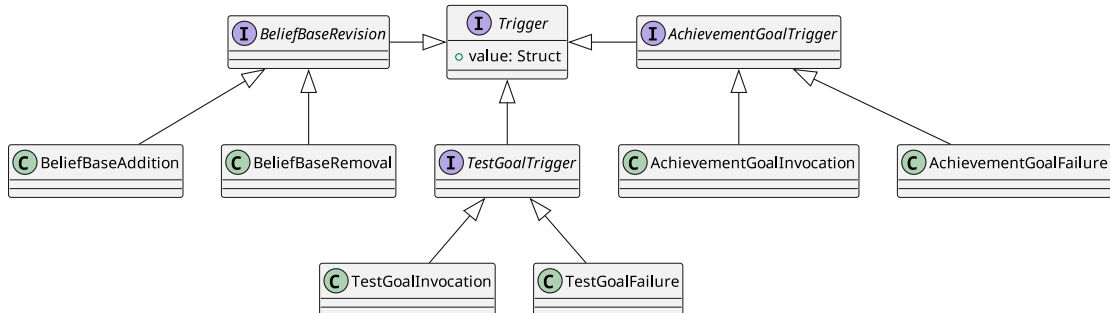 I BeliefBaseRevision
I Trigger
value: Struct
I AchievementGoalTrigger
C BeliefBaseAddition
C BeliefBaseRemoval
I TestGoalTrigger
C AchievementGoalInvocation
C AchievementGoalFailure
C TestGoalInvocation
C TestGoalFailure